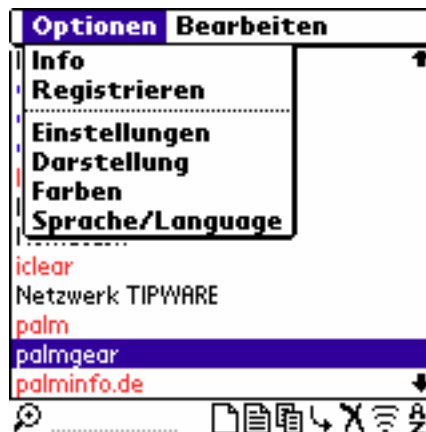 Optionen Bearbeiten
Info
Registrieren
Einstellungen
Darstellung
Farben
Sprache/Language
iclear
Netzwerk TIPWARE
palm
palmgear
palminfo.de